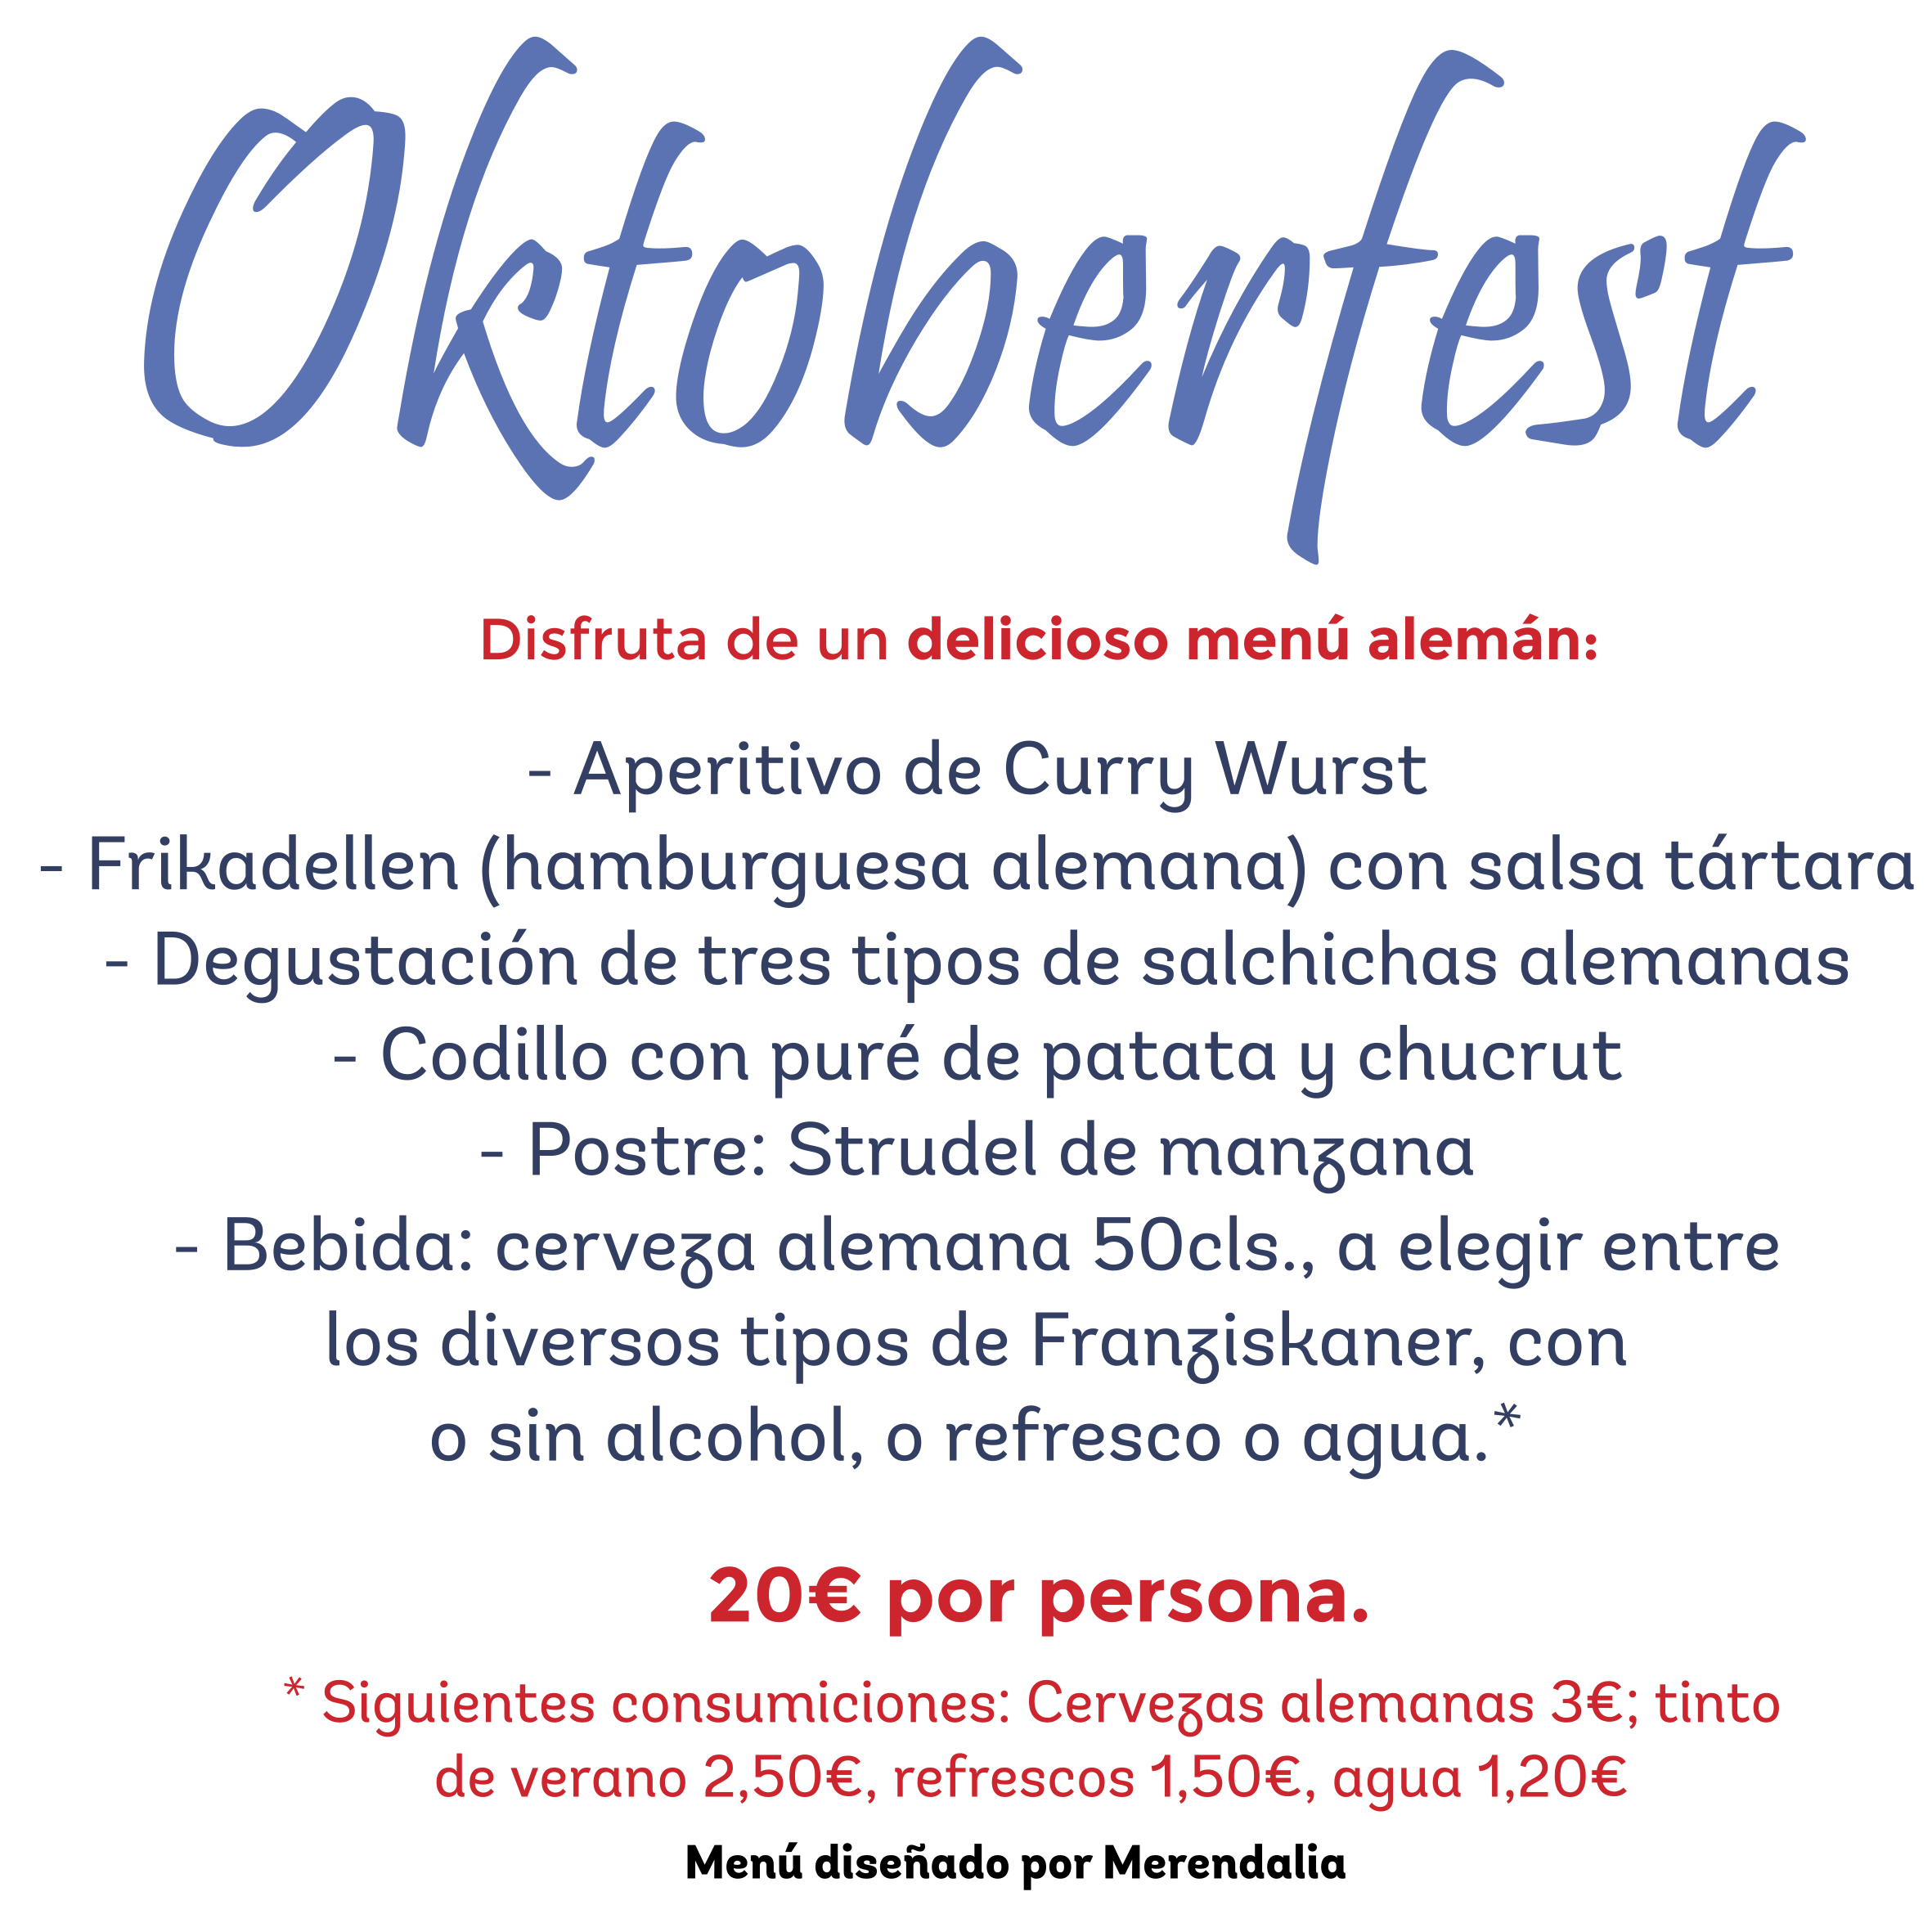 Oktoberfest
Disfruta de un delicioso menú alemán:
- Aperitivo de Curry Wurst
- Frikadellen (hamburguesa alemana) con salsa tártara
- Degustación de tres tipos de salchichas alemanas
- Codillo con puré de patata y chucrut
- Postre: Strudel de manzana
- Bebida: cerveza alemana 50cls., a elegir entre
los diversos tipos de Franziskaner, con
o sin alcohol, o refresco o agua.*
20€ por persona.
* Siguientes consumiciones: Cervezas alemanas 3€; tinto
de verano 2,50€, refrescos 1,50€, agua 1,20€
Menú diseñado por Merendalia